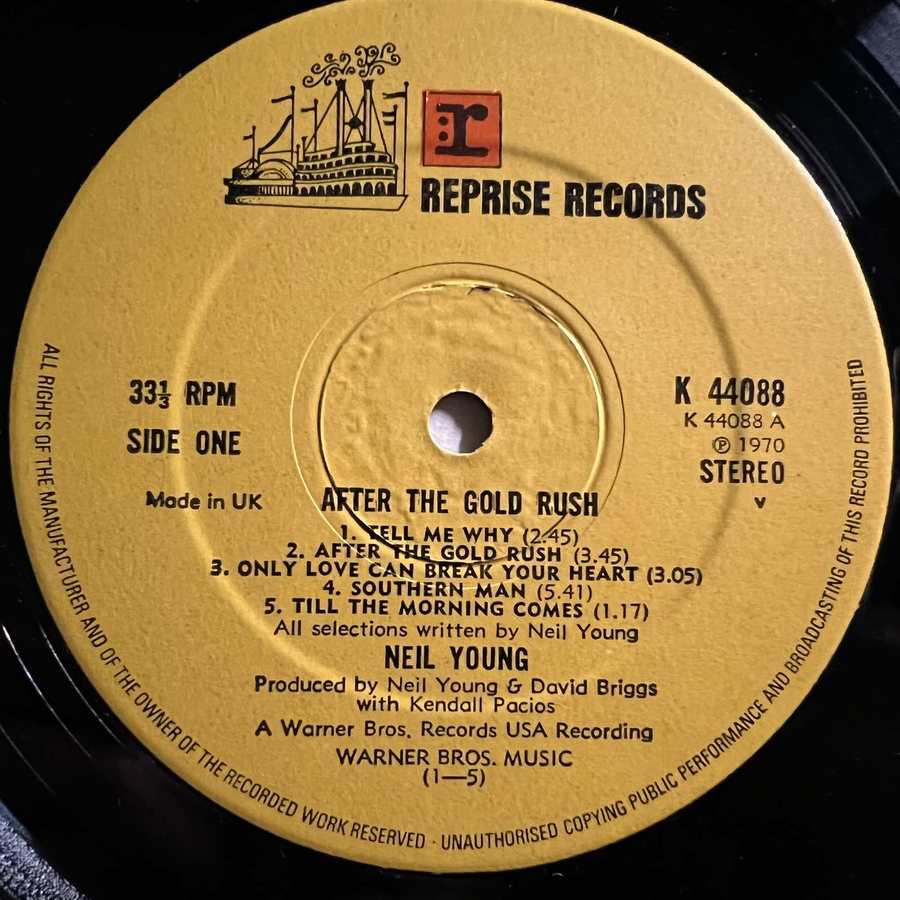 r
REPRISE RECORDS
33⅓ RPM
SIDE ONE
Made in UK
K 44088
K 44088 A
℗ 1970
STEREO
v
AFTER THE GOLD RUSH
1. TELL ME WHY (2.45)
2. AFTER THE GOLD RUSH (3.45)
3. ONLY LOVE CAN BREAK YOUR HEART (3.05)
4. SOUTHERN MAN (5.41)
5. TILL THE MORNING COMES (1.17)
All selections written by Neil Young
NEIL YOUNG
Produced by Neil Young & David Briggs
with Kendall Pacios
A Warner Bros. Records USA Recording
WARNER BROS. MUSIC
(1—5)
ALL RIGHTS OF THE MANUFACTURER AND OF THE OWNER OF THE RECORDED WORK RESERVED · UNAUTHORISED COPYING PUBLIC PERFORMANCE AND BROADCASTING OF THIS RECORD PROHIBITED